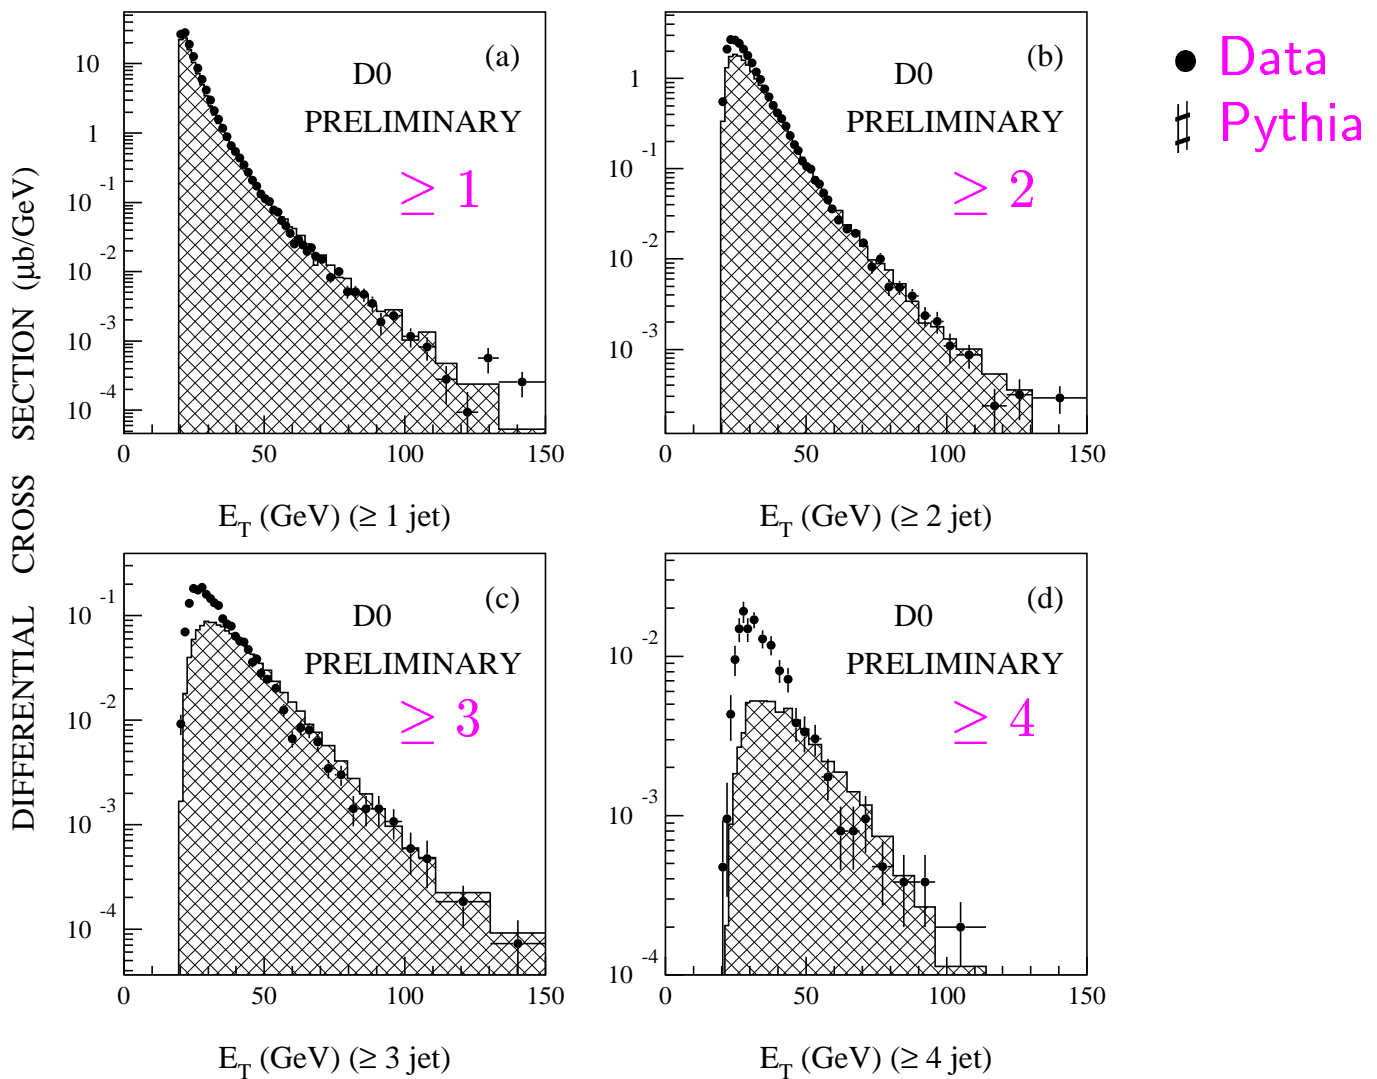 DIFFERENTIAL CROSS SECTION (μb/GeV)
(a)
D0
PRELIMINARY
≥ 1
10
1
10 -1
10 -2
10 -3
10 -4
0 50 100 150
E_T (GeV) (≥ 1 jet)
(b)
D0
PRELIMINARY
≥ 2
1
10 -1
10 -2
10 -3
0 50 100 150
E_T (GeV) (≥ 2 jet)
Data
Pythia
(c)
D0
PRELIMINARY
≥ 3
10 -1
10 -2
10 -3
10 -4
0 50 100 150
E_T (GeV) (≥ 3 jet)
(d)
D0
PRELIMINARY
≥ 4
10 -2
10 -3
10 -4
0 50 100 150
E_T (GeV) (≥ 4 jet)